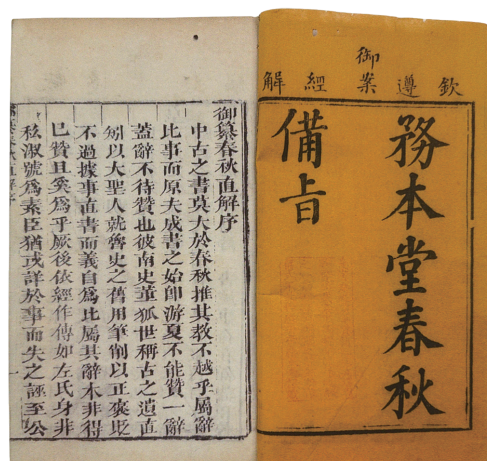 欽遵御案經解
務本堂春秋
備旨
御纂春秋直解序
中古之書莫大於春秋推其教不越乎屬辭
比事而原夫成書之始卽游夏不能贊一辭
蓋辭不待贊也彼南史董狐世稱古之遺直
矧以大聖人就魯史之舊用筆削以正褒貶
不過據事直書而義自爲比屬其辭本非得
已贊且奚爲乎厥後依經作傳如左氏身非
私淑號爲素臣猶或詳於事而失之誣至公